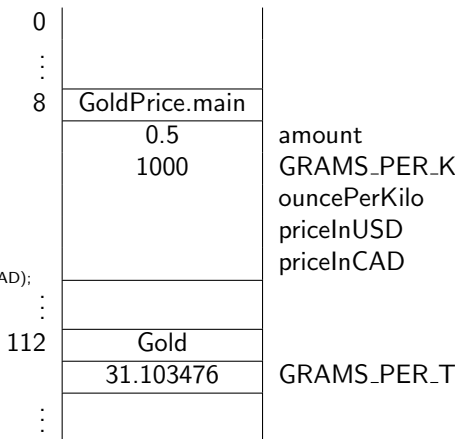 0
⋮
8 GoldPrice.main
0.5 amount
1000 GRAMS_PER_K
ouncePerKilo
priceInUSD
priceInCAD
AD);
⋮
112 Gold
31.103476 GRAMS_PER_T
⋮